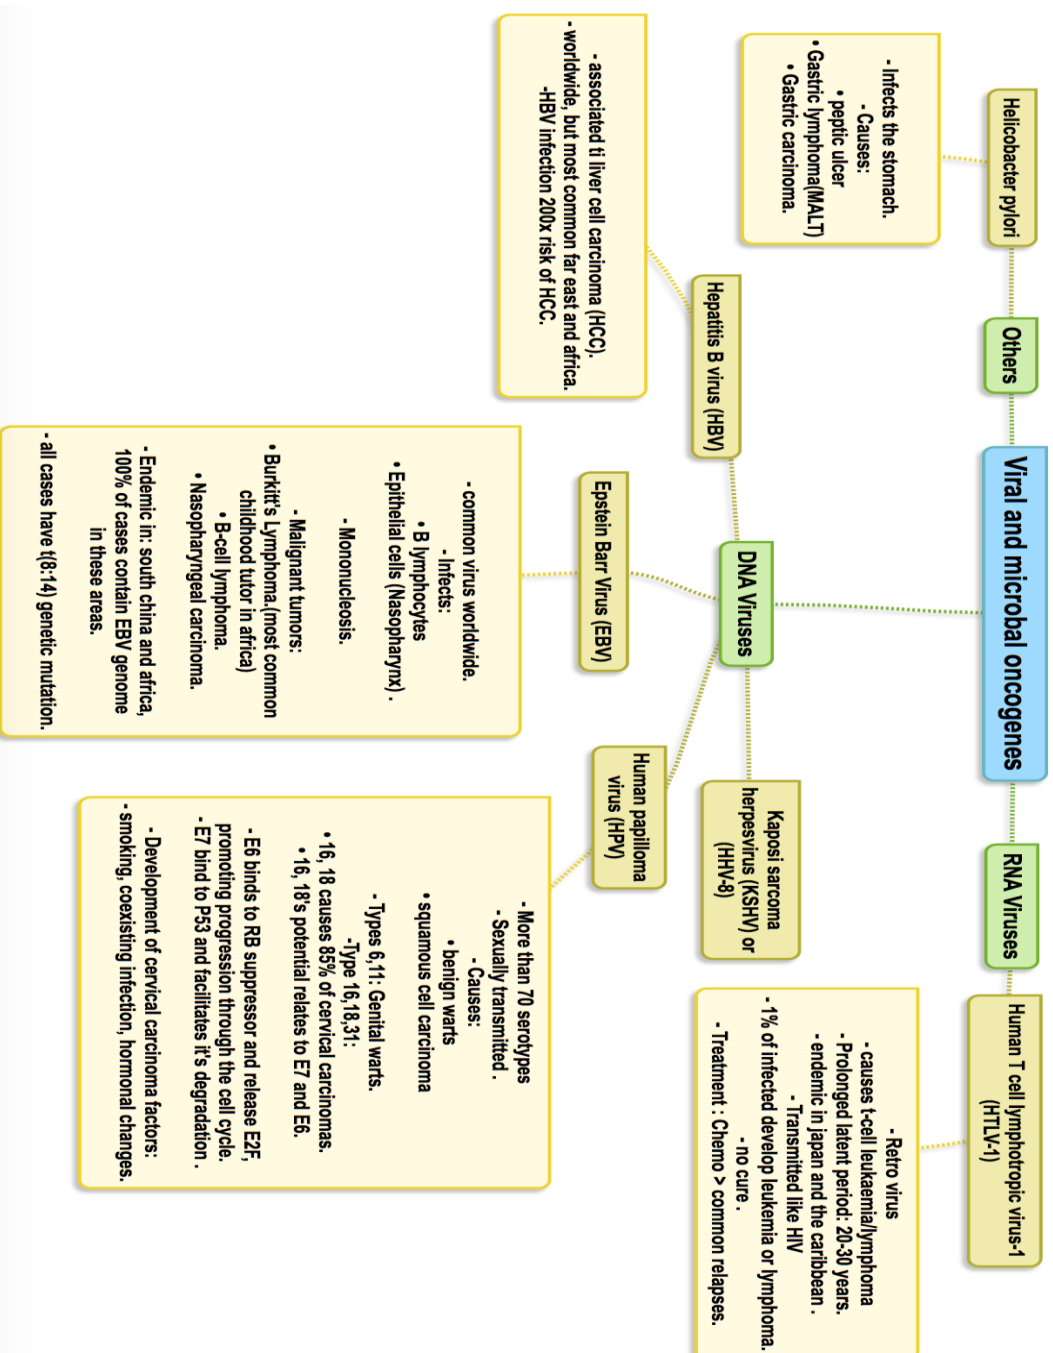 Viral and microbal oncogenes
Others
Helicobacter pylori
- Infects the stomach.
- Causes:
• peptic ulcer
• Gastric lymphoma(MALT)
• Gastric carcinoma.
DNA Viruses
Hepatitis B virus (HBV)
- associated ti liver cell carcinoma (HCC).
- worldwide, but most common far east and africa.
-HBV infection 200x risk of HCC.
Epstein Barr Virus (EBV)
- common virus worldwide.
- Infects:
• B lymphocytes
• Epithelial cells (Nasopharynx) .
- Mononucleosis.
- Malignant tumors:
• Burkitt's Lymphoma.(most common
childhood tutor in africa)
• B-cell lymphoma.
• Nasopharyngeal carcinoma.
- Endemic in: south china and africa,
100% of cases contain EBV genome
in these areas.
- all cases have t(8:14) genetic mutation.
Human papilloma
virus (HPV)
- More than 70 serotypes
- Sexually transmitted .
- Causes:
• benign warts
• squamous cell carcinoma
- Types 6,11: Genital warts.
-Type 16,18,31:
• 16, 18 causes 85% of cervical carcinomas.
• 16, 18's potential relates to E7 and E6.
- E6 binds to RB suppressor and release E2F,
promoting progression through the cell cycle.
- E7 bind to P53 and facilitates it's degradation .
- Development of cervical carcinoma factors:
- smoking, coexisting infection, hormonal changes.
Kaposi sarcoma
herpesvirus (KSHV) or
(HHV-8)
RNA Viruses
Human T cell lymphotropic virus-1
(HTLV-1)
- Retro virus
- causes t-cell leukaemia/lymphoma
- Prolonged latent period: 20-30 years.
- endemic in japan and the caribbean .
- Transmitted like HIV
- 1% of infected develop leukemia or lymphoma.
- no cure .
- Treatment : Chemo > common relapses.